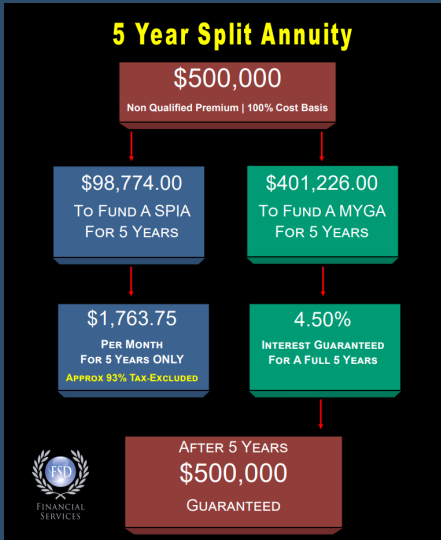 5 Year Split Annuity
$500,000
Non Qualified Premium | 100% Cost Basis
$98,774.00
To Fund A SPIA
For 5 Years
$401,226.00
To Fund A MYGA
For 5 Years
$1,763.75
Per Month
For 5 Years ONLY
Approx 93% Tax-Excluded
4.50%
Interest Guaranteed
For A Full 5 Years
After 5 Years
$500,000
Guaranteed
FSD
Financial
Services